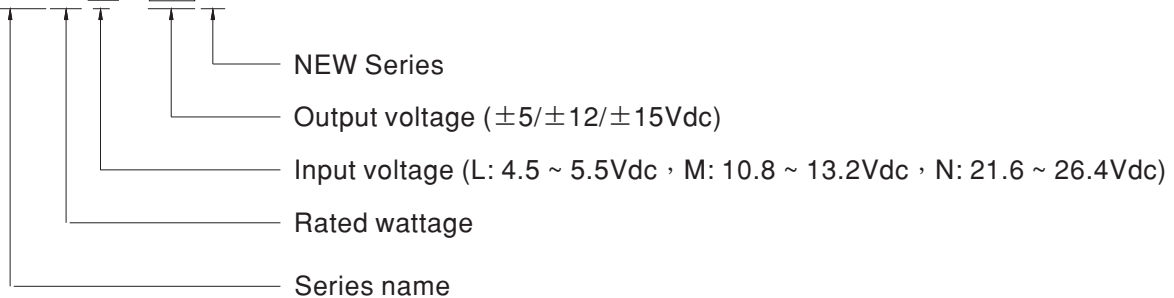 NEW Series
Output voltage (±5/±12/±15Vdc)
Input voltage (L: 4.5 ~ 5.5Vdc，M: 10.8 ~ 13.2Vdc，N: 21.6 ~ 26.4Vdc)
Rated wattage
Series name